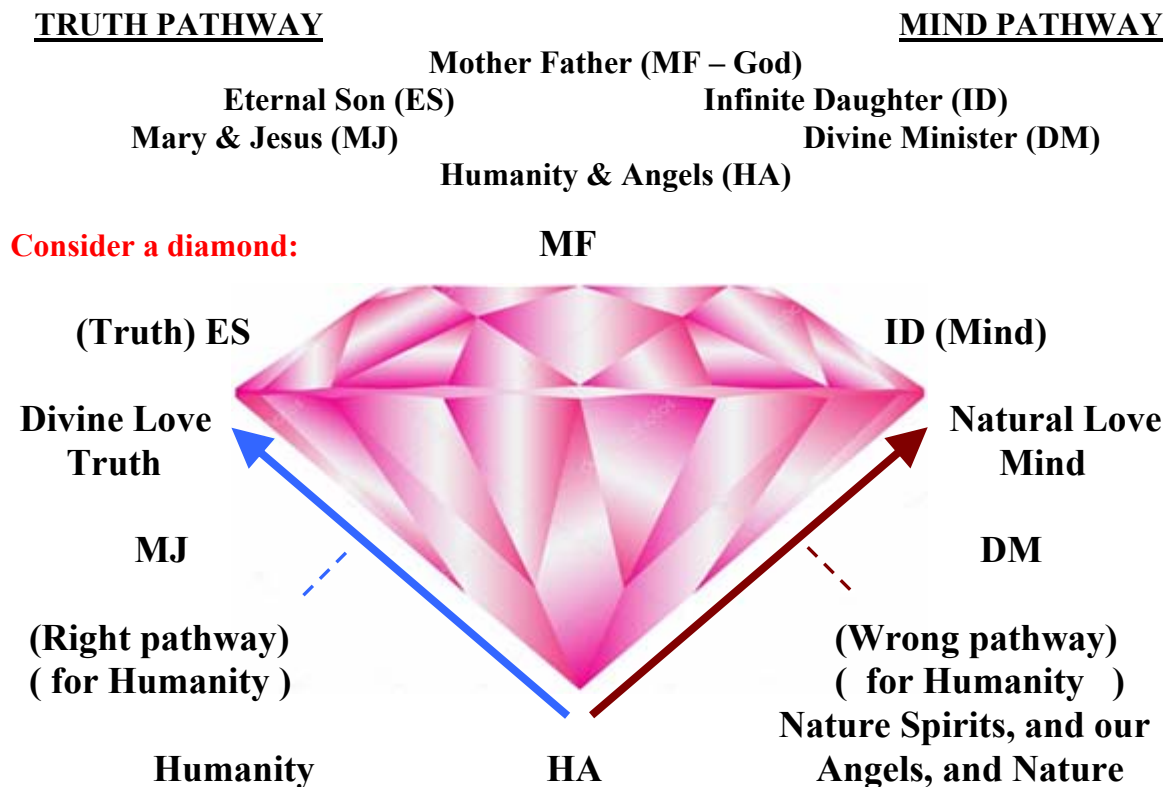 TRUTH PATHWAY MIND PATHWAY
Mother Father (MF – God)
Eternal Son (ES) Infinite Daughter (ID)
Mary & Jesus (MJ) Divine Minister (DM)
Humanity & Angels (HA)
Consider a diamond: MF
(Truth) ES ID (Mind)
Divine Love Natural Love
Truth Mind
MJ DM
(Right pathway) (Wrong pathway)
( for Humanity ) ( for Humanity )
Nature Spirits, and our
Humanity HA Angels, and Nature